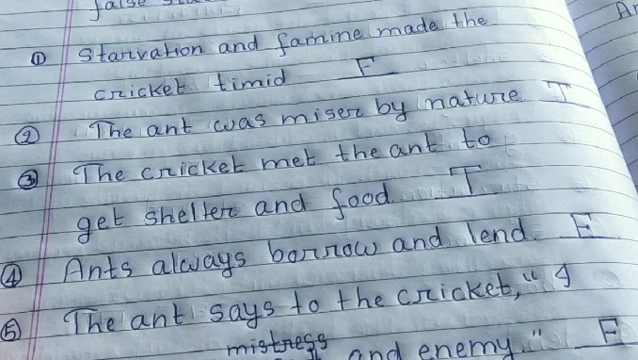 false
① Starvation and famine made the
cricket timid F
② The ant was miser by nature T
③ The cricket met the ant to
get shelter and food T
④ Ants always borrow and lend. F
⑤ The ant says to the cricket, " I
mistress
and enemy." F